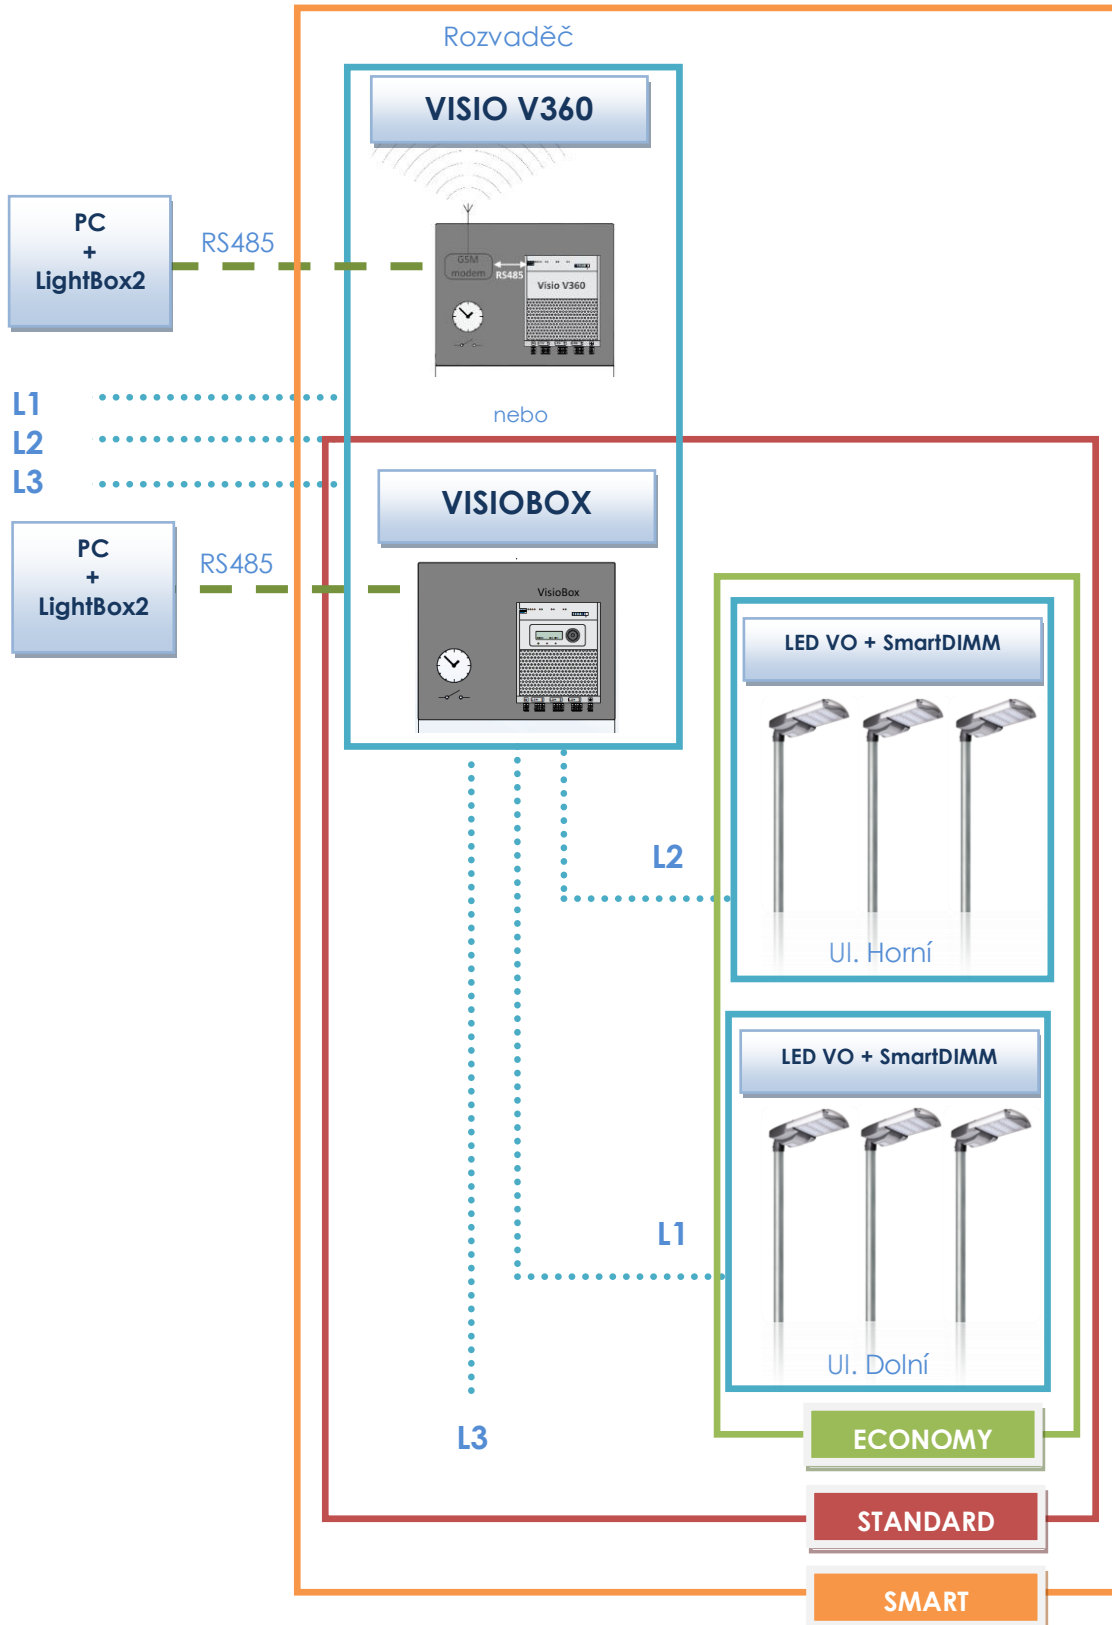 Rozvaděč
VISIO V360
PC
+
LightBox2
RS485
GSM
modem
RS485
Visio V360
L1
L2
L3
nebo
VISIOBOX
PC
+
LightBox2
RS485
VisioBox
LED VO + SmartDIMM
L2
Ul. Horní
LED VO + SmartDIMM
L1
Ul. Dolní
L3
ECONOMY
STANDARD
SMART